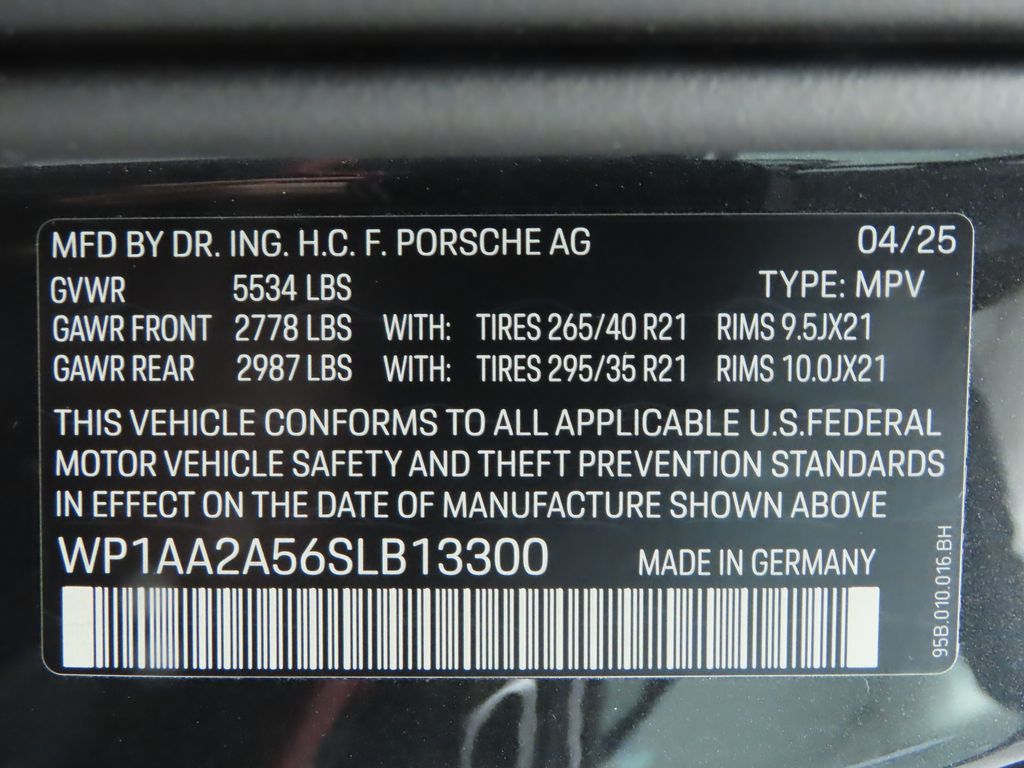 MFD BY DR. ING. H.C. F. PORSCHE AG 04/25
GVWR 5534 LBS TYPE: MPV
GAWR FRONT 2778 LBS WITH: TIRES 265/40 R21 RIMS 9.5JX21
GAWR REAR 2987 LBS WITH: TIRES 295/35 R21 RIMS 10.0JX21
THIS VEHICLE CONFORMS TO ALL APPLICABLE U.S.FEDERAL
MOTOR VEHICLE SAFETY AND THEFT PREVENTION STANDARDS
IN EFFECT ON THE DATE OF MANUFACTURE SHOWN ABOVE
WP1AA2A56SLB13300 MADE IN GERMANY
95B.010.016.BH